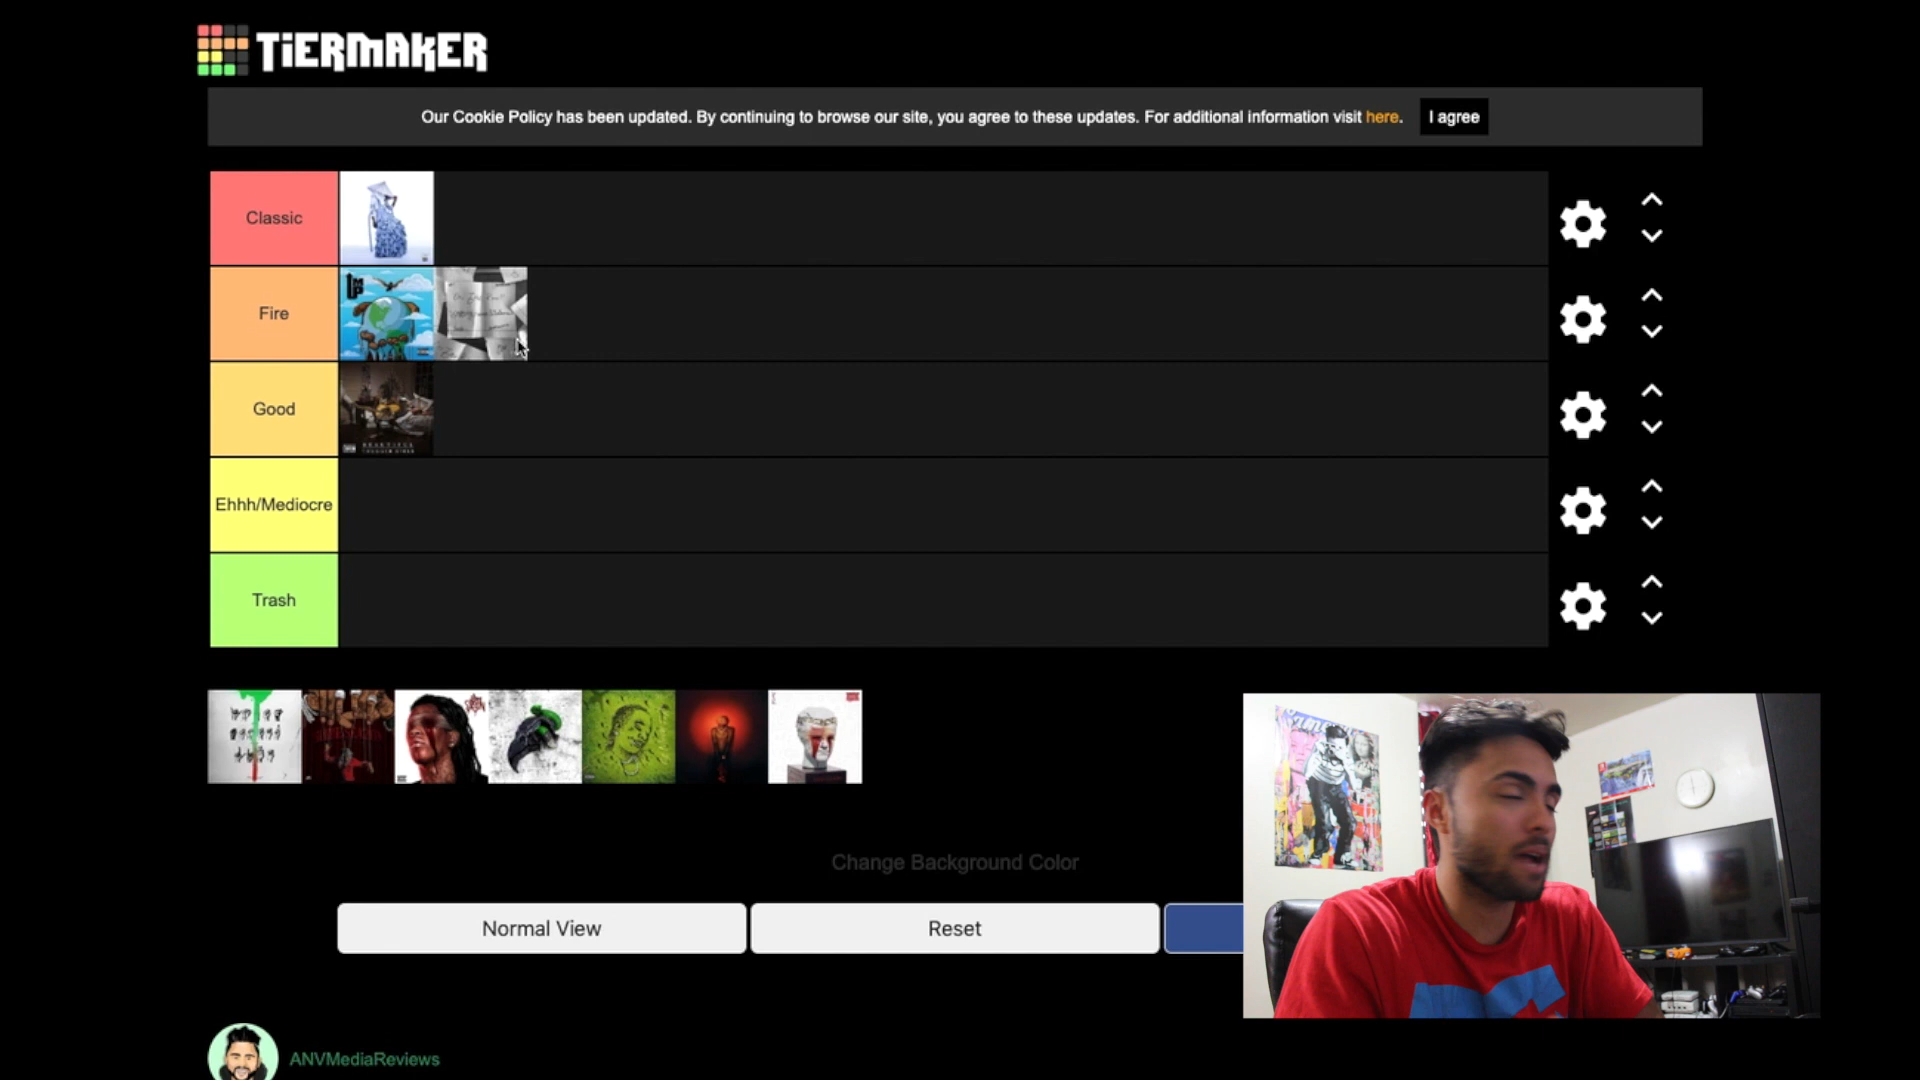 TiERMAKER
Our Cookie Policy has been updated. By continuing to browse our site, you agree to these updates. For additional information visit here.
I agree
Classic
Fire
Good
Ehhh/Mediocre
Trash
Change Background Color
Normal View
Reset
ANVMediaReviews